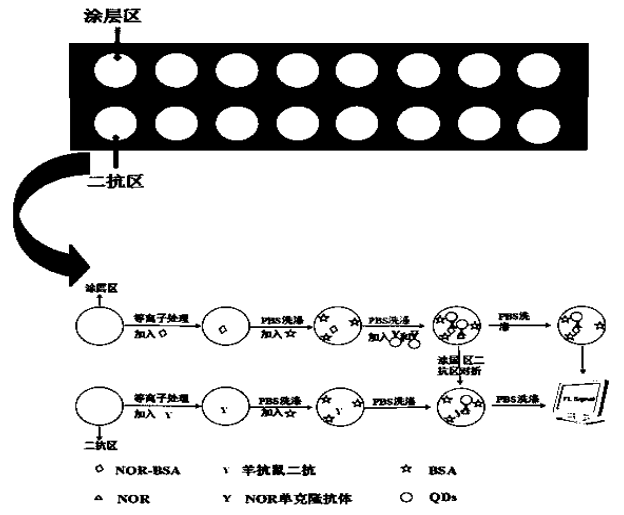 涂层区
二抗区
涂层区
等离子处理
加入
PBS洗涤
加入
PBS洗涤
加入
PBS洗
涤
涂层 区二
抗区对折
等离子处理
加入
PBS洗涤
加入
PBS洗涤
PBS洗涤
FL Signal
二抗区
NOR-BSA
羊抗鼠二抗
BSA
NOR
NOR单克隆抗体
QDs